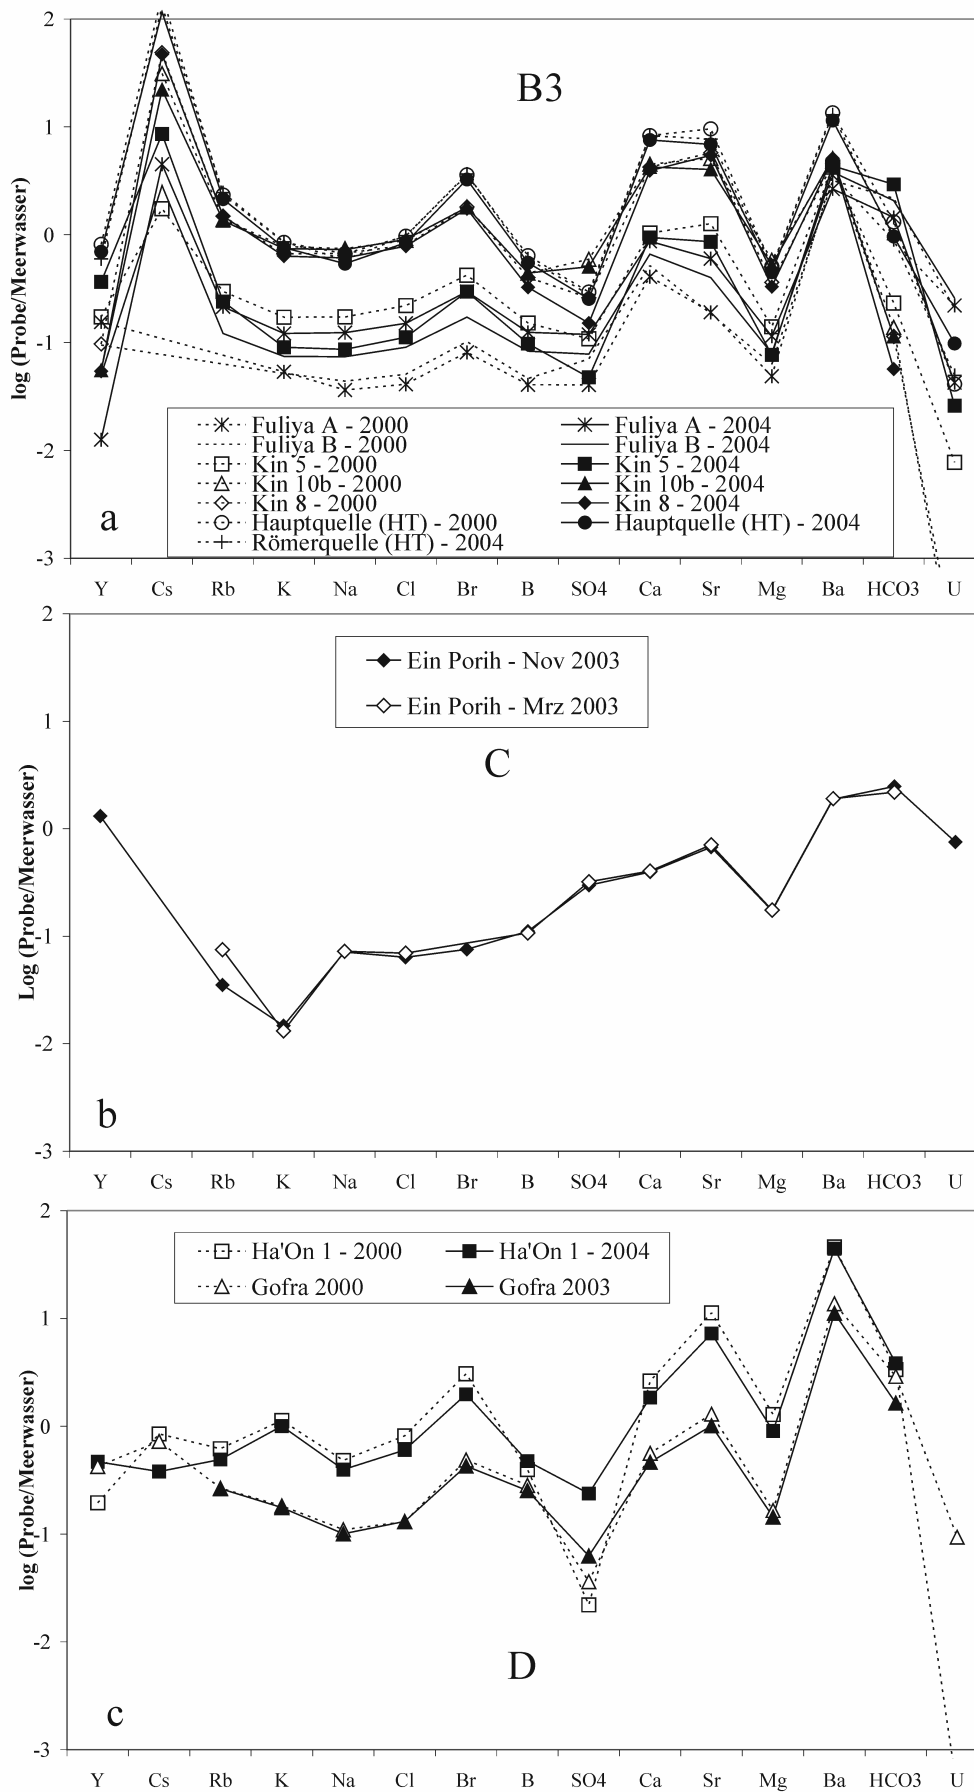 2
B3
1
0
-1
-2
-3
log (Probe/Meerwasser)
Fuliya A - 2000 Fuliya A - 2004
Fuliya B - 2000 Fuliya B - 2004
Kin 5 - 2000 Kin 5 - 2004
Kin 10b - 2000 Kin 10b - 2004
Kin 8 - 2000 Kin 8 - 2004
Hauptquelle (HT) - 2000 Hauptquelle (HT) - 2004
Römerquelle (HT) - 2004
a
Y Cs Rb K Na Cl Br B SO4 Ca Sr Mg Ba HCO3 U
2
1
0
-1
-2
-3
Log (Probe/Meerwasser)
Ein Porih - Nov 2003
Ein Porih - Mrz 2003
C
b
Y Cs Rb K Na Cl Br B SO4 Ca Sr Mg Ba HCO3 U
2
1
0
-1
-2
-3
log (Probe/Meerwasser)
Ha'On 1 - 2000 Ha'On 1 - 2004
Gofra 2000 Gofra 2003
D
c
Y Cs Rb K Na Cl Br B SO4 Ca Sr Mg Ba HCO3 U